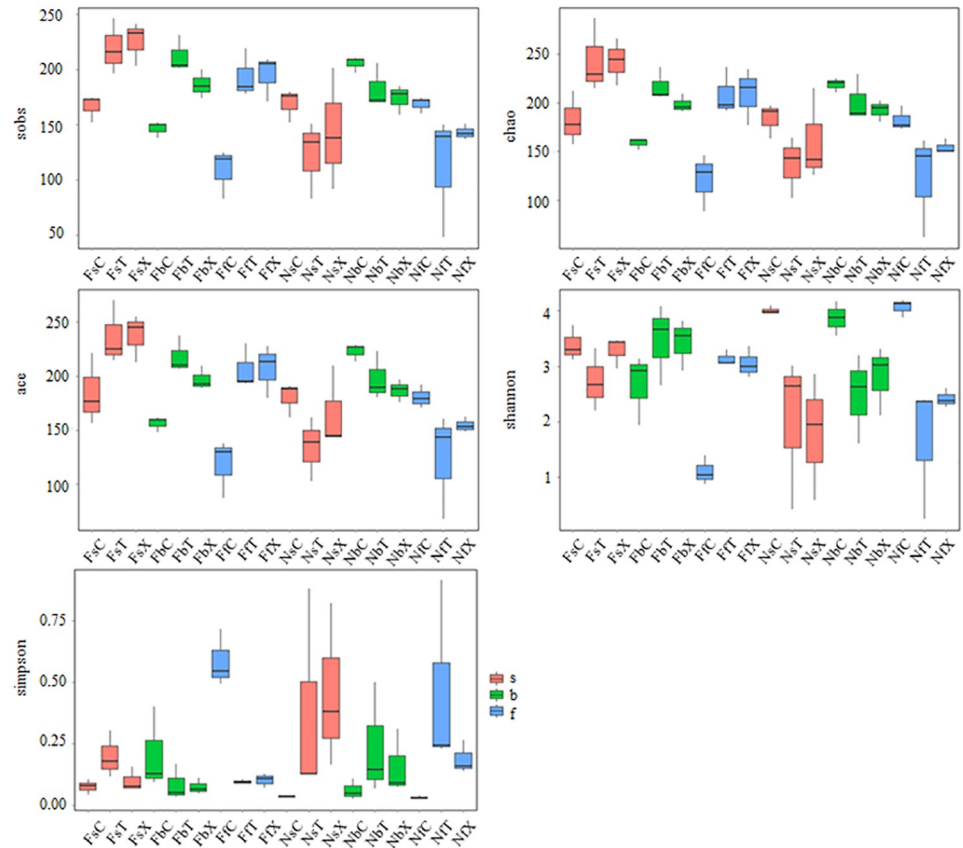 sobs
250
200
150
100
50
FsC FsT FsX FbC FbT FbX FfC FfT FfX NsC NsT NsX NbC NbT NbX NfC NfT NfX
chao
250
200
150
100
FsC FsT FsX FbC FbT FbX FfC FfT FfX NsC NsT NsX NbC NbT NbX NfC NfT NfX
ace
250
200
150
100
FsC FsT FsX FbC FbT FbX FfC FfT FfX NsC NsT NsX NbC NbT NbX NfC NfT NfX
shannon
4
3
2
1
FsC FsT FsX FbC FbT FbX FfC FfT FfX NsC NsT NsX NbC NbT NbX NfC NfT NfX
simpson
0.75
0.50
0.25
0.00
FsC FsT FsX FbC FbT FbX FfC FfT FfX NsC NsT NsX NbC NbT NbX NfC NfT NfX
s
b
f